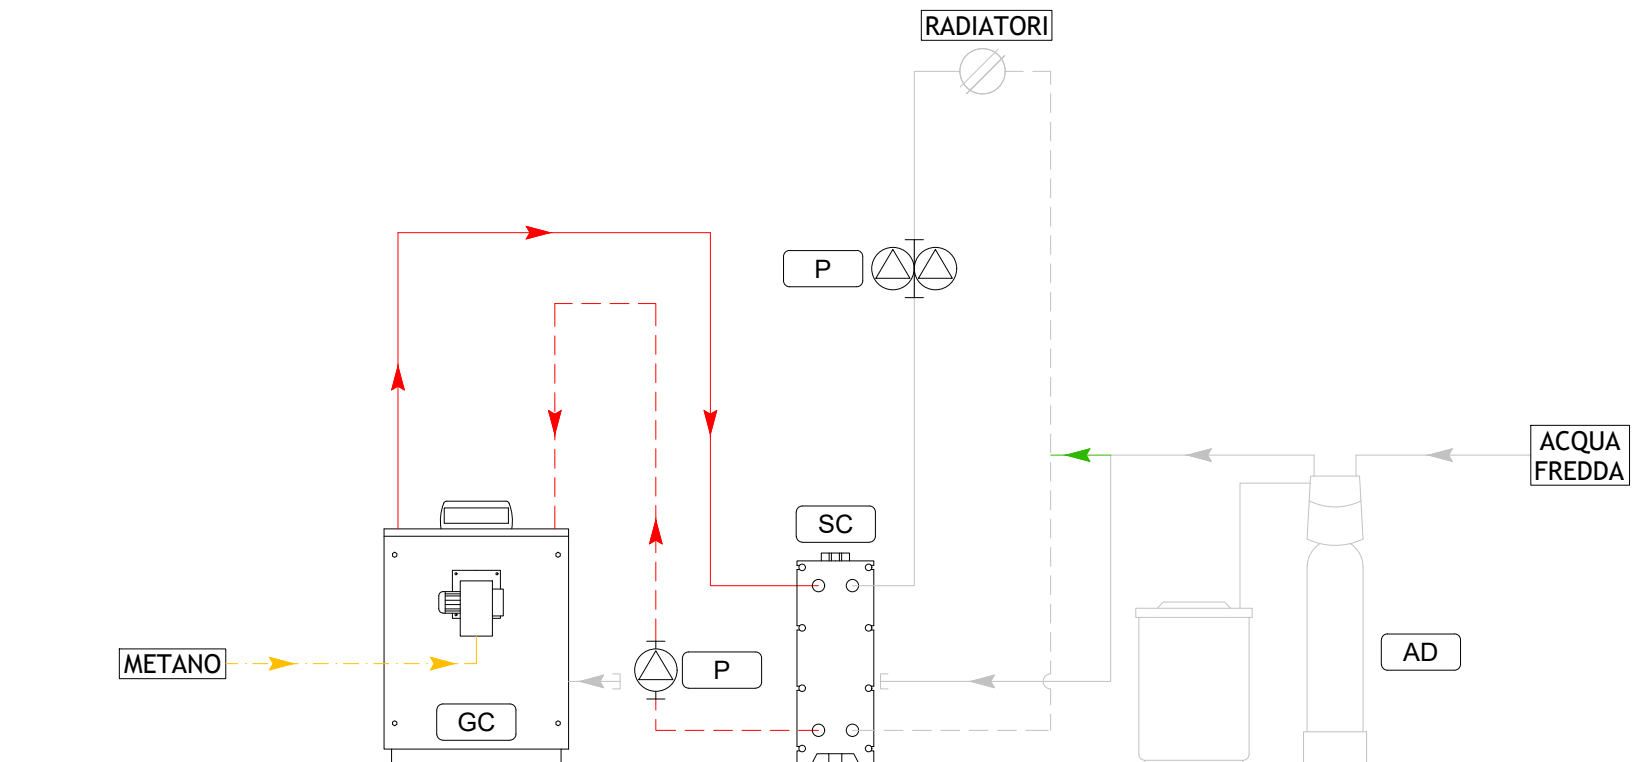 RADIATORI
P
ACQUA
FREDDA
SC
METANO
P
AD
GC